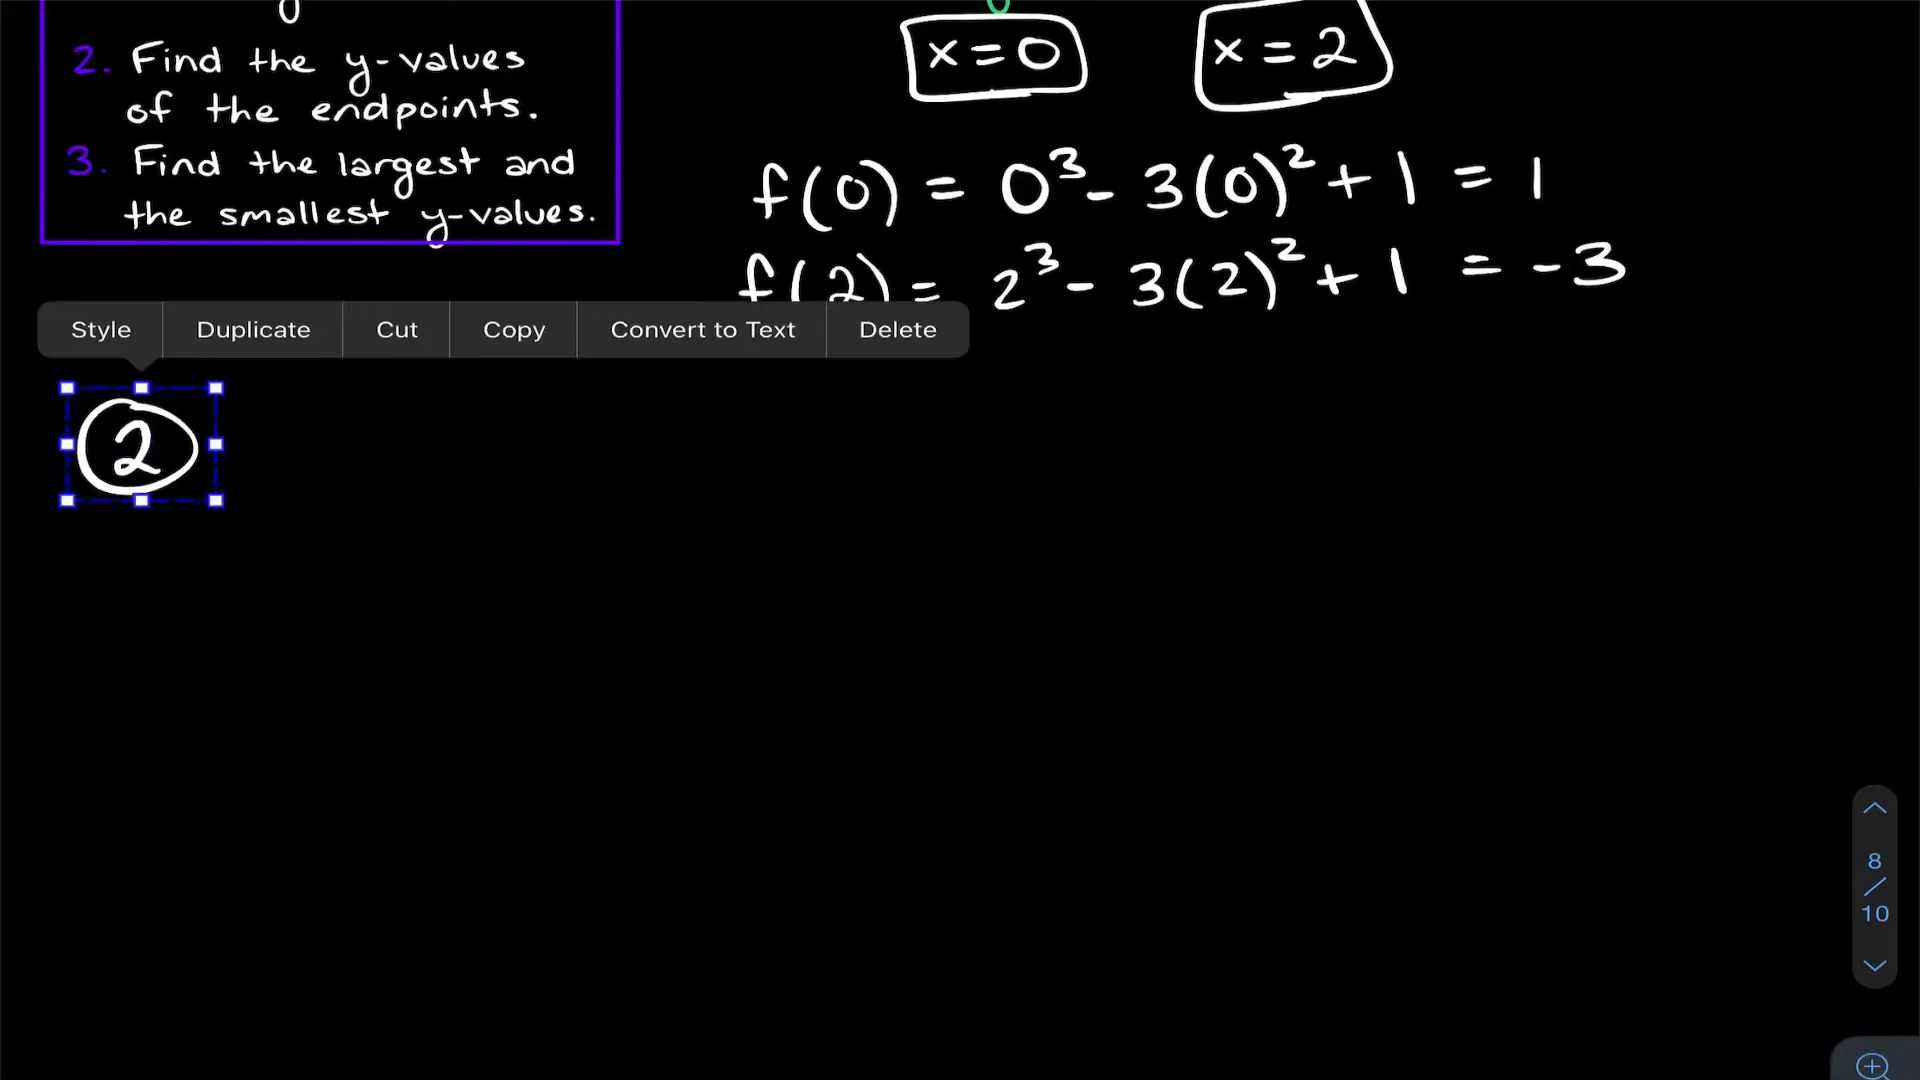 2. Find the y-values
of the endpoints.
3. Find the largest and
the smallest y-values.
x = 0
x = 2
f(0) = 0³ - 3(0)² + 1 = 1
f(2) = 2³ - 3(2)² + 1 = -3
Style Duplicate Cut Copy Convert to Text Delete
2
8
/
10